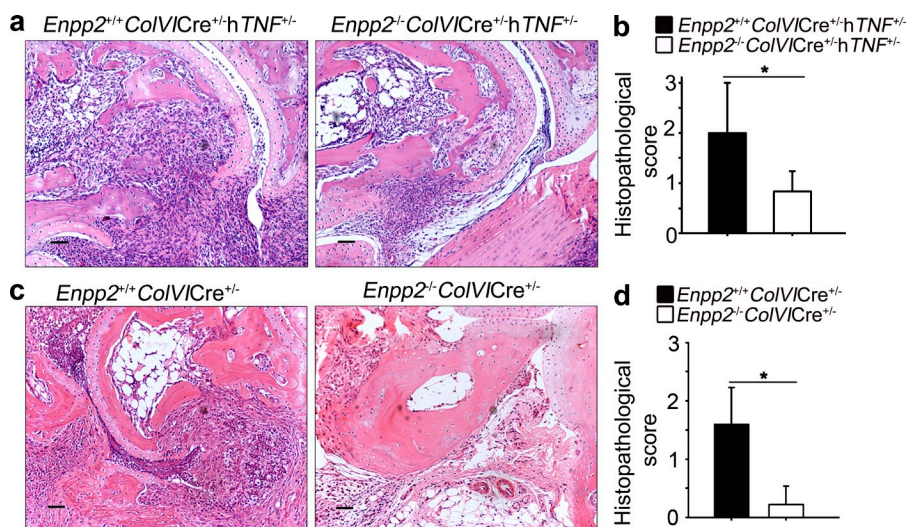 a
Enpp2+/+ColVICre+/-hTNF+/-
Enpp2-/-ColVICre+/-hTNF+/-
b
Enpp2+/+ColVICre+/-hTNF+/-
Enpp2-/-ColVICre+/-hTNF+/-
Histopathological
score
3
2
1
0
*
c
Enpp2+/+ColVICre+/-
Enpp2-/-ColVICre+/-
d
Enpp2+/+ColVICre+/-
Enpp2-/-ColVICre+/-
Histopathological
score
3
2
1
0
*